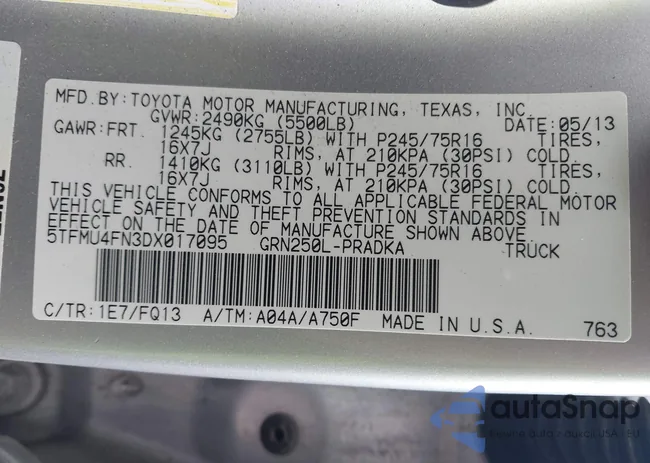 MFD.BY:TOYOTA MOTOR MANUFACTURING, TEXAS, INC.
GVWR:2490KG (5500LB) DATE:05/13
GAWR:FRT. 1245KG (2755LB) WITH P245/75R16 TIRES,
16X7J RIMS, AT 210KPA (30PSI) COLD.
RR. 1410KG (3110LB) WITH P245/75R16 TIRES,
16X7J RIMS, AT 210KPA (30PSI) COLD.
THIS VEHICLE CONFORMS TO ALL APPLICABLE FEDERAL MOTOR
VEHICLE SAFETY AND THEFT PREVENTION STANDARDS IN
EFFECT ON THE DATE OF MANUFACTURE SHOWN ABOVE.
5TFMU4FN3DX017095 GRN250L-PRADKA TRUCK
C/TR:1E7/FQ13 A/TM:A04A/A750F MADE IN U.S.A. 763
autaSnap